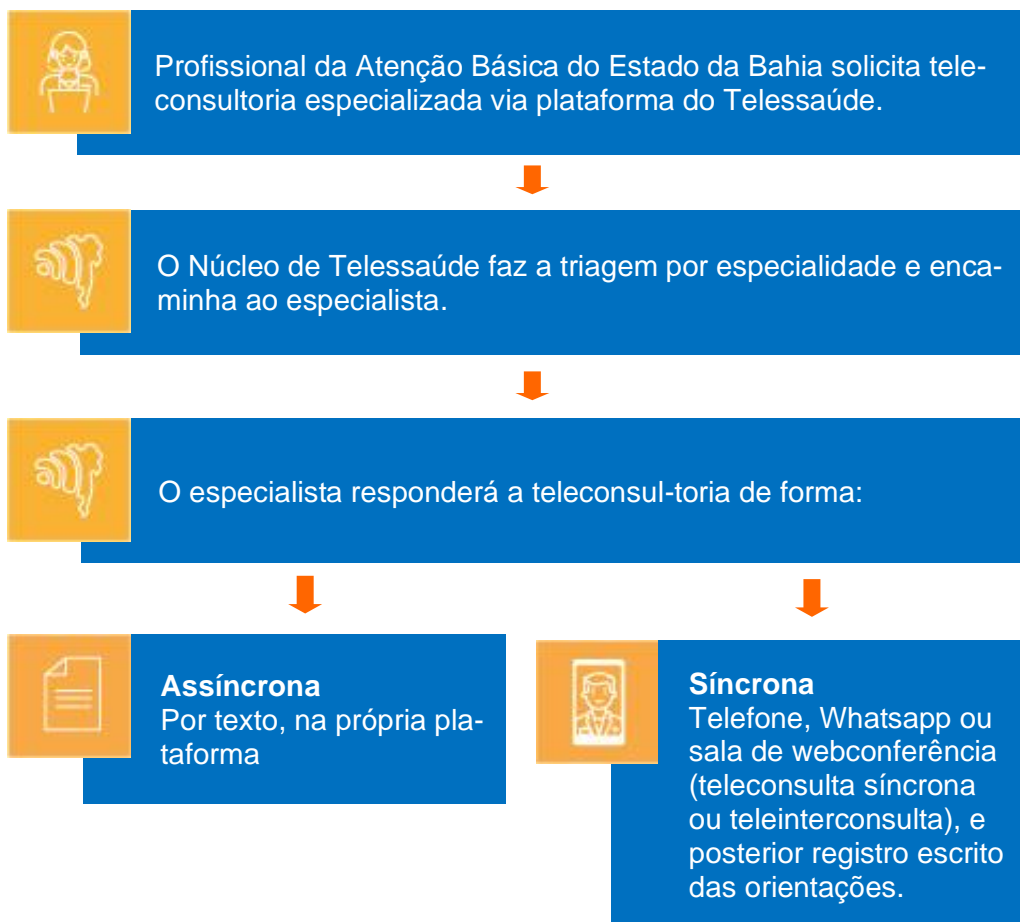 Profissional da Atenção Básica do Estado da Bahia solicita tele-
consultoria especializada via plataforma do Telessaúde.
O Núcleo de Telessaúde faz a triagem por especialidade e enca-
minha ao especialista.
O especialista responderá a teleconsul-toria de forma:
Assíncrona
Por texto, na própria pla-
taforma
Síncrona
Telefone, Whatsapp ou
sala de webconferência
(teleconsulta síncrona
ou teleinterconsulta), e
posterior registro escrito
das orientações.